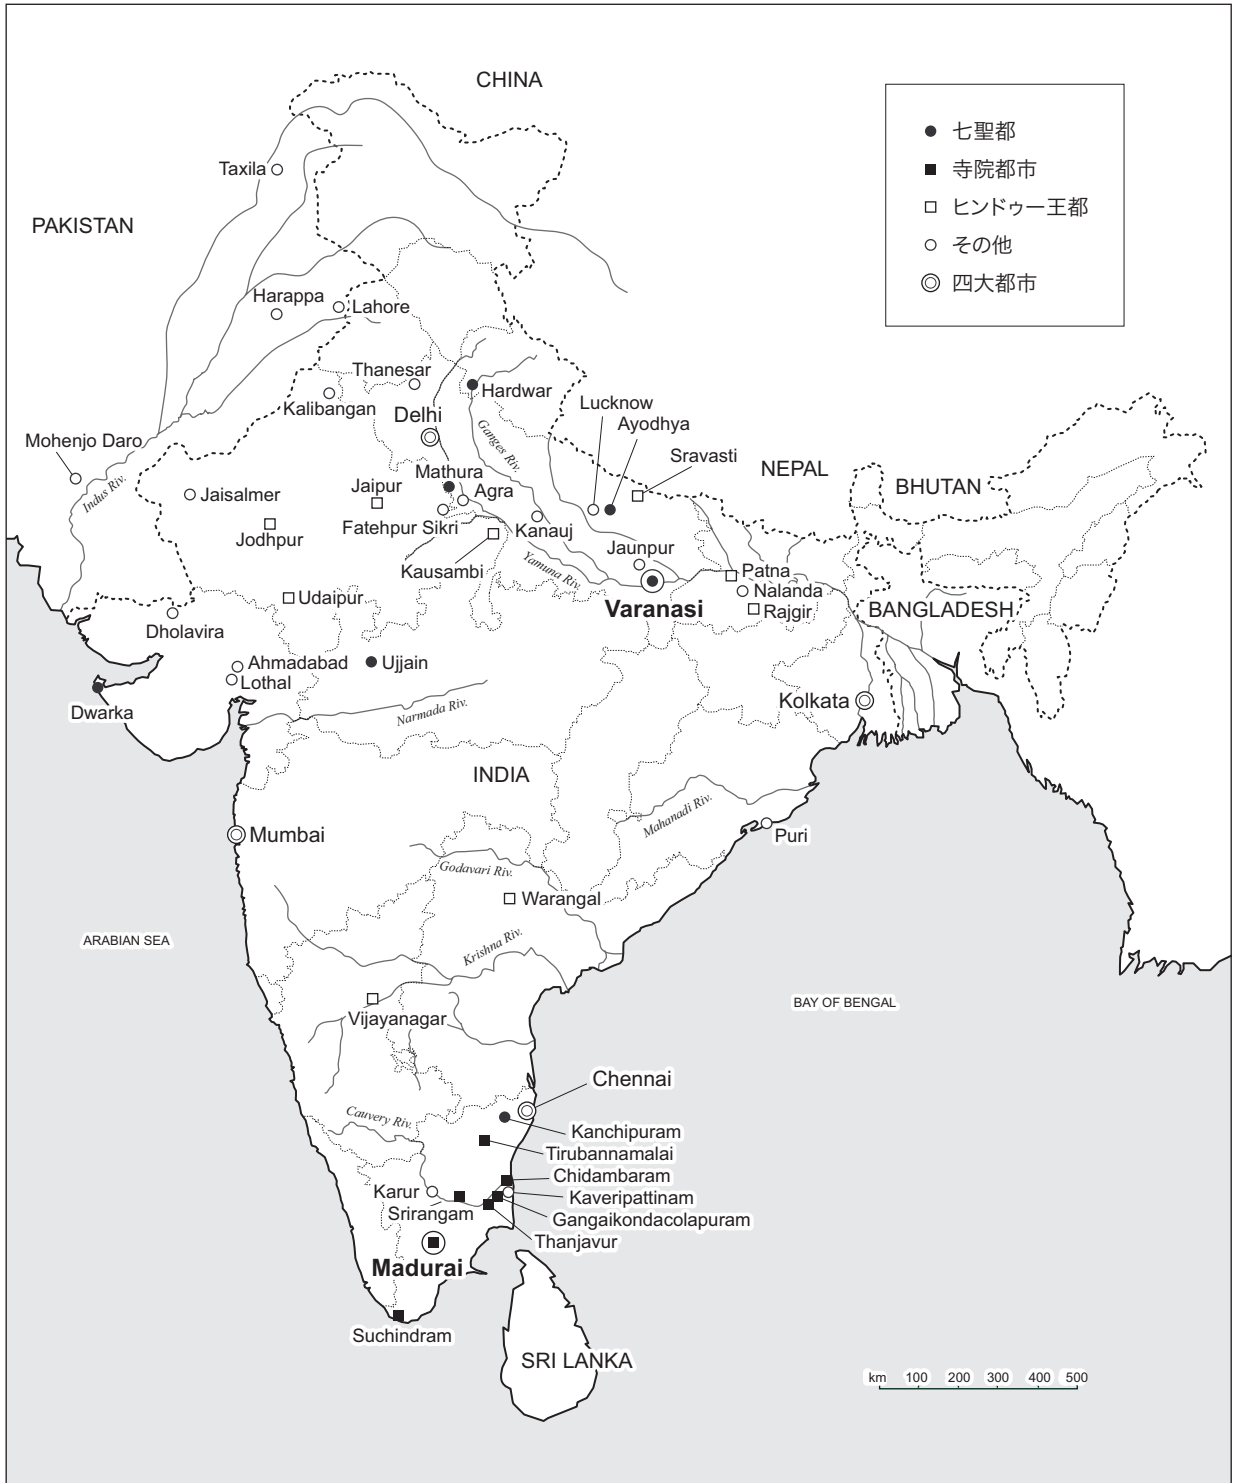 CHINA
七聖都
寺院都市
ヒンドゥー王都
その他
四大都市
Taxila
PAKISTAN
Harappa
Lahore
Thanesar
Hardwar
Kalibangan
Delhi
Lucknow
Ayodhya
Ganges Riv.
Mohenjo Daro
Sravasti
NEPAL
Mathura
Indus Riv.
Jaisalmer
Jaipur
Agra
BHUTAN
Jodhpur
Fatehpur Sikri
Kanauj
Jaunpur
Kausambi
Yamuna Riv.
Patna
Nalanda
Udaipur
Varanasi
Rajgir
BANGLADESH
Dholavira
Ahmadabad
Ujjain
Lothal
Dwarka
Narmada Riv.
Kolkata
INDIA
Mahanadi Riv.
Mumbai
Puri
Godavari Riv.
Warangal
ARABIAN SEA
Krishna Riv.
BAY OF BENGAL
Vijayanagar
Chennai
Cauvery Riv.
Kanchipuram
Tirubannamalai
Chidambaram
Karur
Kaveripattinam
Srirangam
Gangaikondacolapuram
Thanjavur
Madurai
Suchindram
SRI LANKA
km 100 200 300 400 500